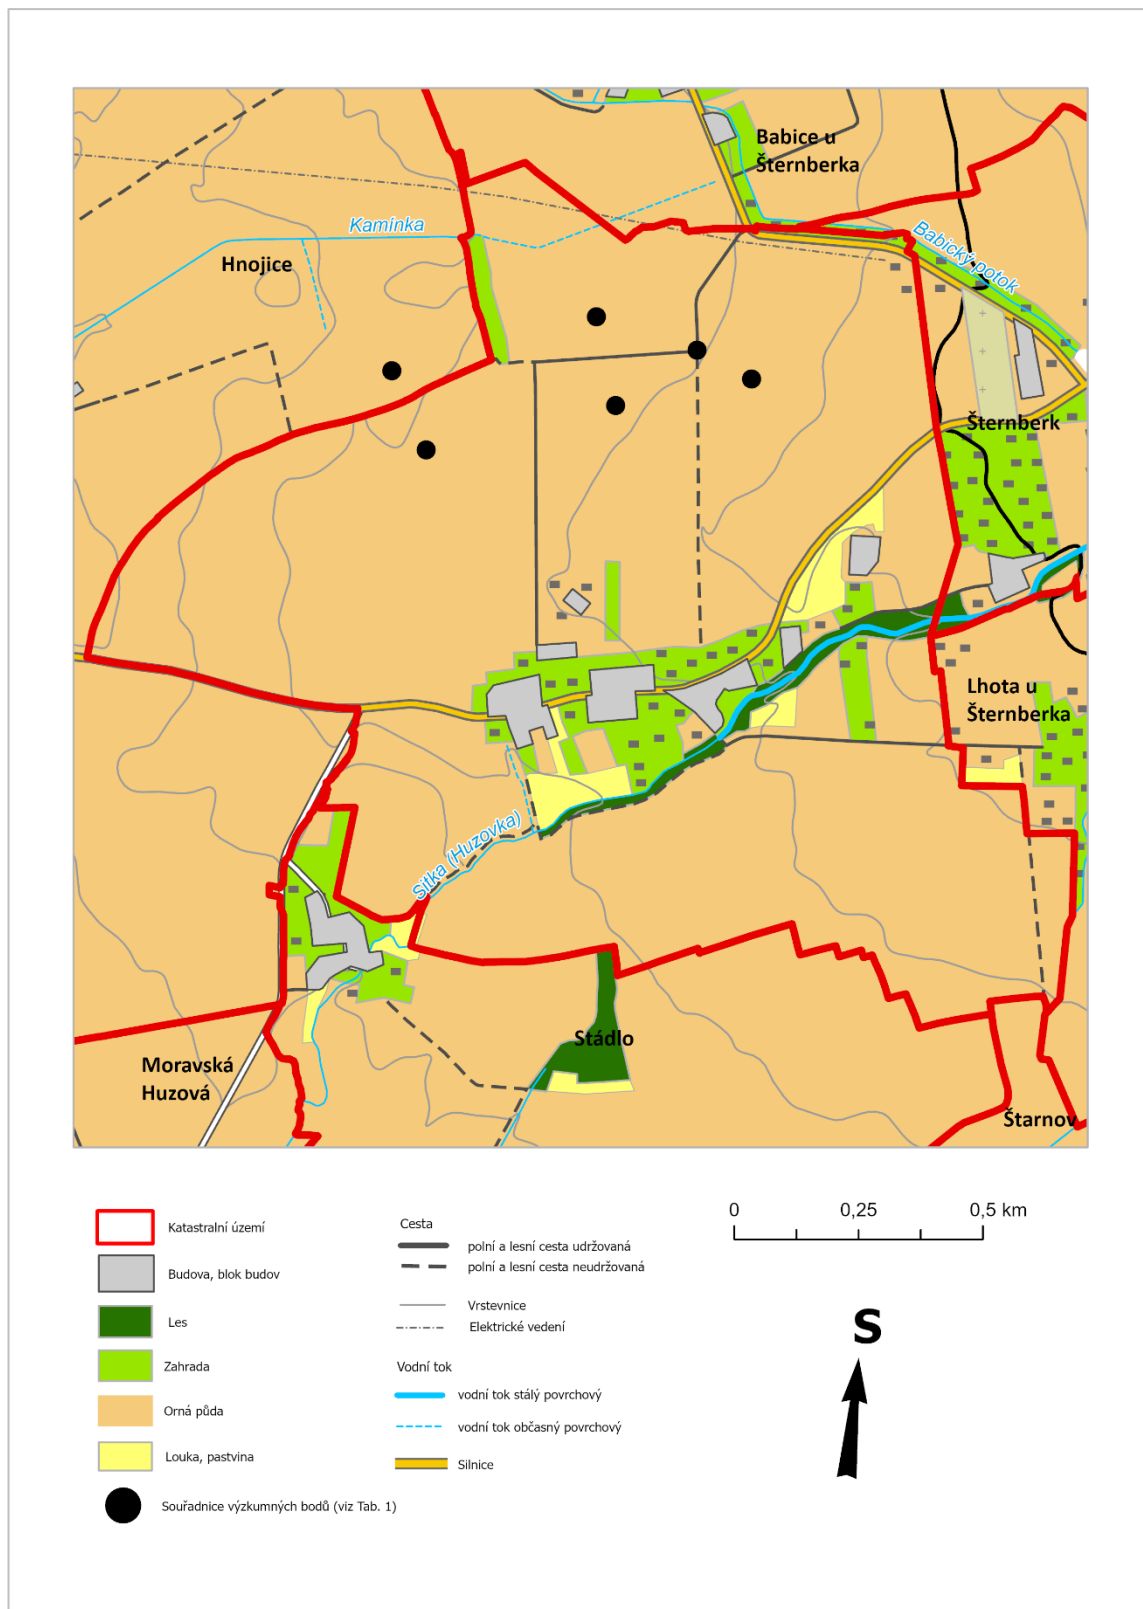 Babice u
Šternberka
Kamínka
Hnojice
Babický potok
Šternberk
Lhota u
Šternberka
Sitka (Huzovka)
Stádlo
Moravská
Huzová
Štarnov
Katastralní území
Budova, blok budov
Les
Zahrada
Orná půda
Louka, pastvina
Souřadnice výzkumných bodů (viz Tab. 1)
Cesta
polní a lesní cesta udržovaná
polní a lesní cesta neudržovaná
Vrstevnice
Elektrické vedení
Vodní tok
vodní tok stálý povrchový
vodní tok občasný povrchový
Silnice
0 0,25 0,5 km
S